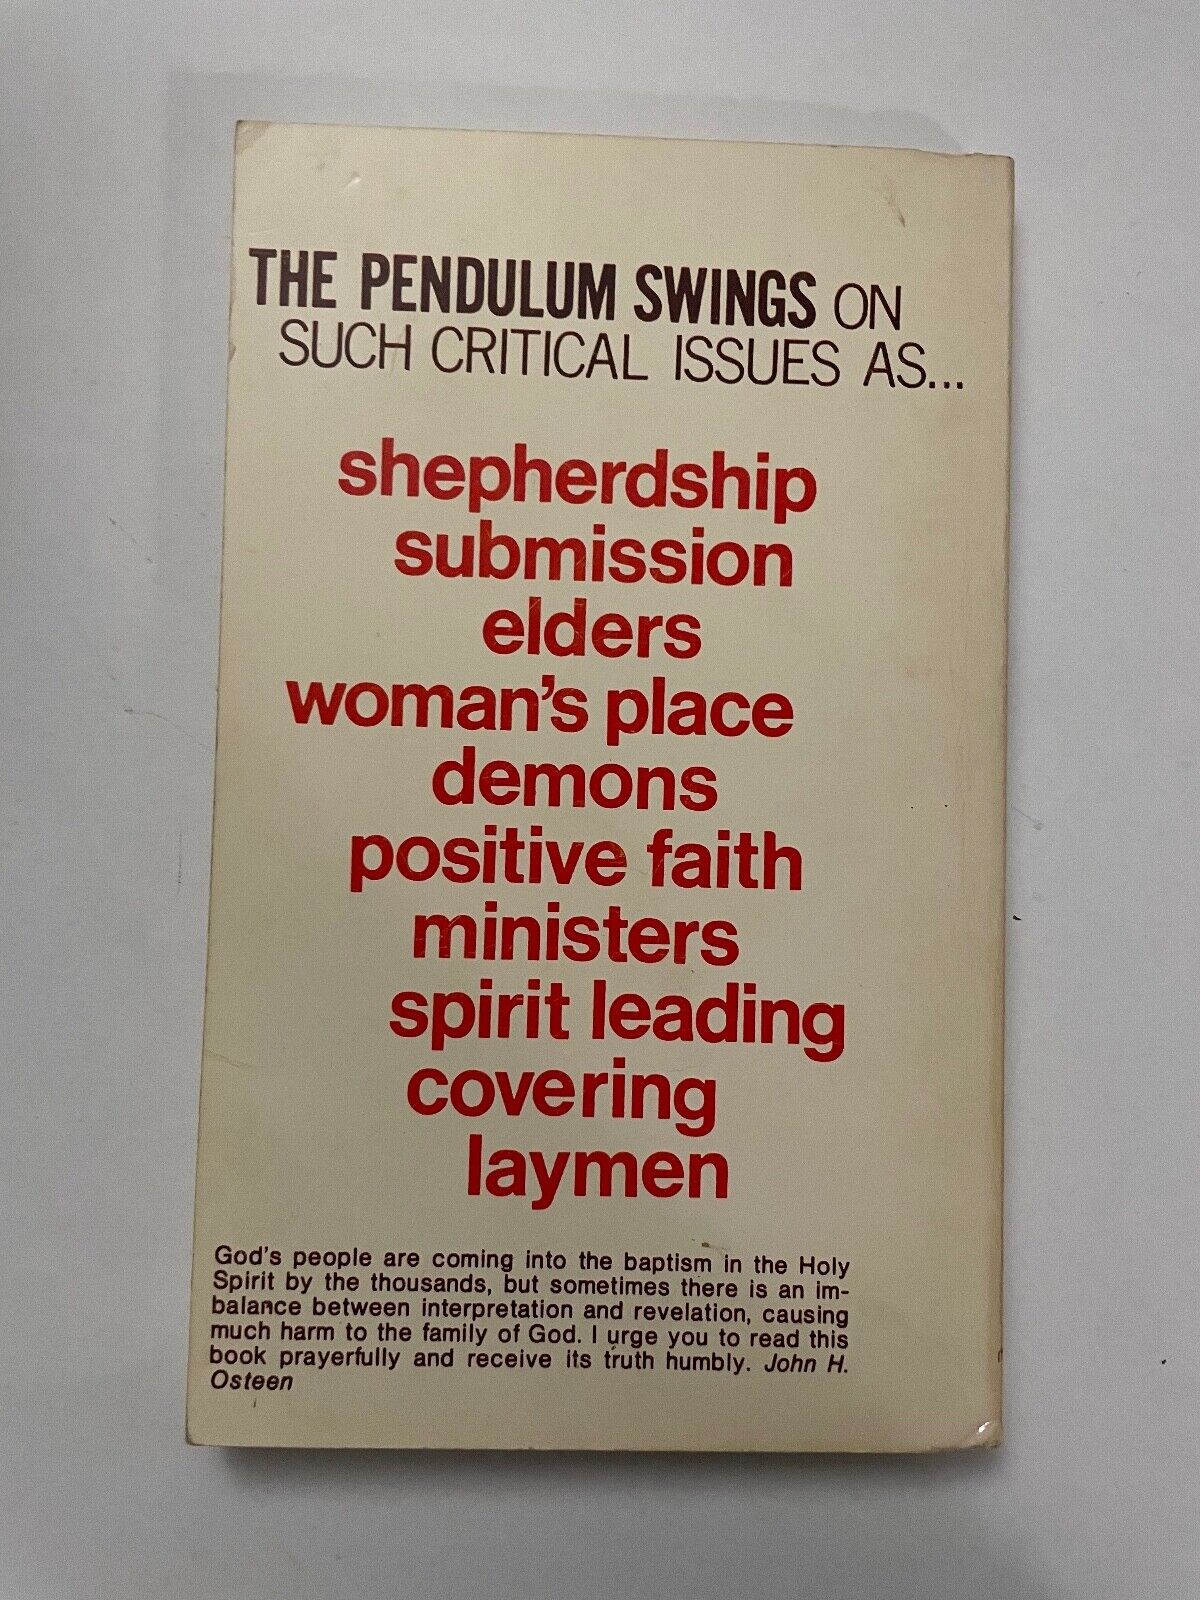 THE PENDULUM SWINGS ON
SUCH CRITICAL ISSUES AS...
shepherdship
submission
elders
woman's place
demons
positive faith
ministers
spirit leading
covering
laymen
God's people are coming into the baptism in the Holy
Spirit by the thousands, but sometimes there is an im-
balance between interpretation and revelation, causing
much harm to the family of God. I urge you to read this
book prayerfully and receive its truth humbly. John H.
Osteen